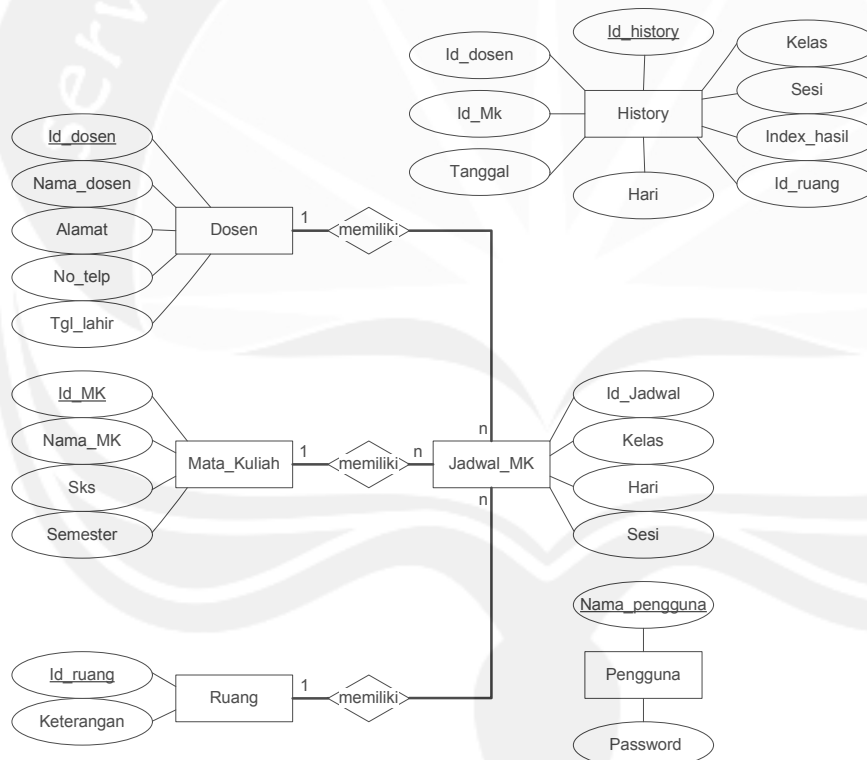 Id_history
Id_dosen
Kelas
Sesi
Id_Mk
History
Index_hasil
Tanggal
Hari
Id_ruang
Id_dosen
Nama_dosen
Alamat
Dosen
1
memiliki
No_telp
Tgl_lahir
Id_MK
Nama_MK
Mata_Kuliah
1
memiliki
n
n
Jadwal_MK
n
Sks
Semester
Id_Jadwal
Kelas
Hari
Sesi
Nama_pengguna
Pengguna
Password
Id_ruang
Keterangan
Ruang
1
memiliki
serv